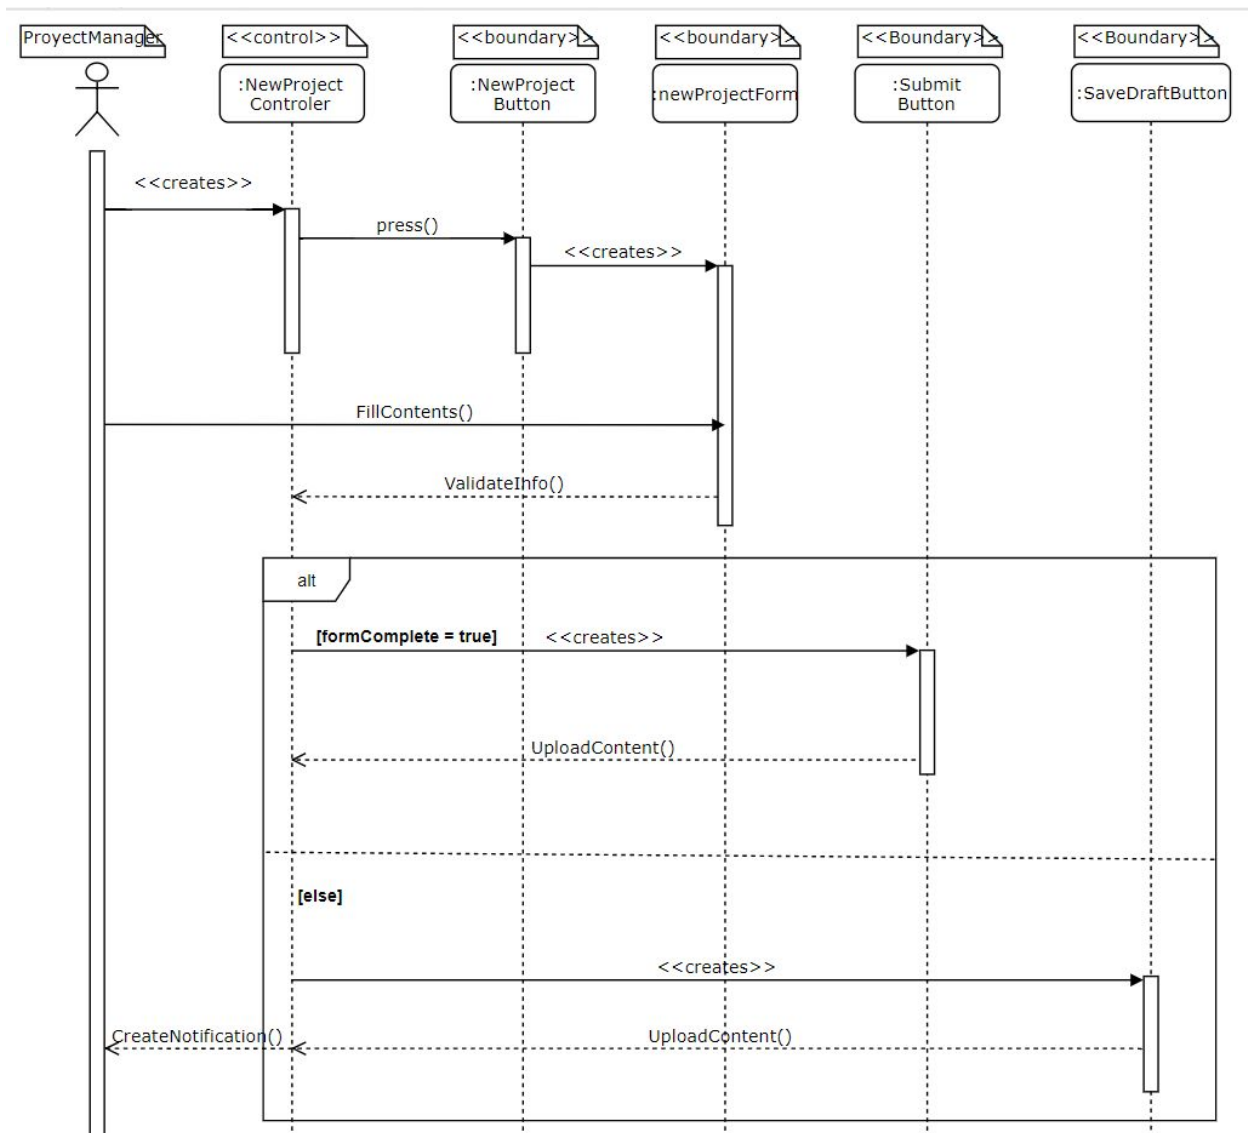 ProyectManager
<<control>>
<<boundary>>
<<boundary>>
<<Boundary>>
<<Boundary>>
:NewProject
Controler
:NewProject
Button
:newProjectForm
:Submit
Button
:SaveDraftButton
<<creates>>
press()
<<creates>>
FillContents()
ValidateInfo()
alt
[formComplete = true]
<<creates>>
UploadContent()
[else]
<<creates>>
CreateNotification()
UploadContent()